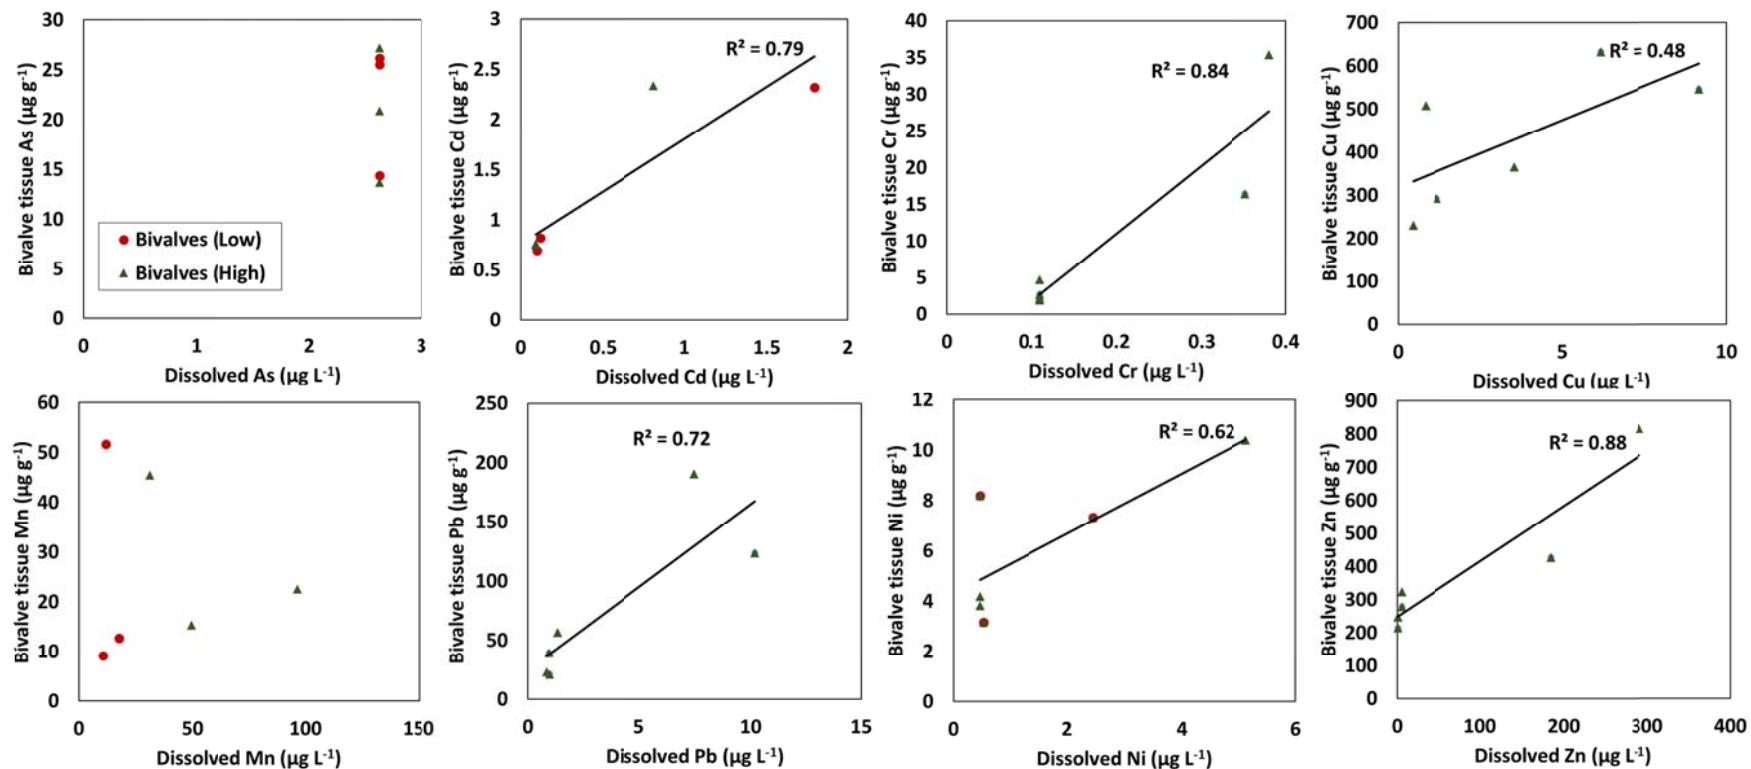 30
25
20
15
10
5
0
Bivalve tissue As (µg g⁻¹)
Bivalves (Low)
Bivalves (High)
0 1 2 3
Dissolved As (µg L⁻¹)
3
2.5
2
1.5
1
0.5
0
Bivalve tissue Cd (µg g⁻¹)
R² = 0.79
0 0.5 1 1.5 2
Dissolved Cd (µg L⁻¹)
40
35
30
25
20
15
10
5
0
Bivalve tissue Cr (µg g⁻¹)
R² = 0.84
0 0.1 0.2 0.3 0.4
Dissolved Cr (µg L⁻¹)
700
600
500
400
300
200
100
0
Bivalve tissue Cu (µg g⁻¹)
R² = 0.48
0 5 10
Dissolved Cu (µg L⁻¹)
60
50
40
30
20
10
0
Bivalve tissue Mn (µg g⁻¹)
0 50 100 150
Dissolved Mn (µg L⁻¹)
250
200
150
100
50
0
Bivalve tissue Pb (µg g⁻¹)
R² = 0.72
0 5 10 15
Dissolved Pb (µg L⁻¹)
12
10
8
6
4
2
0
Bivalve tissue Ni (µg g⁻¹)
R² = 0.62
0 2 4 6
Dissolved Ni (µg L⁻¹)
900
800
700
600
500
400
300
200
100
0
Bivalve tissue Zn (µg g⁻¹)
R² = 0.88
0 100 200 300 400
Dissolved Zn (µg L⁻¹)